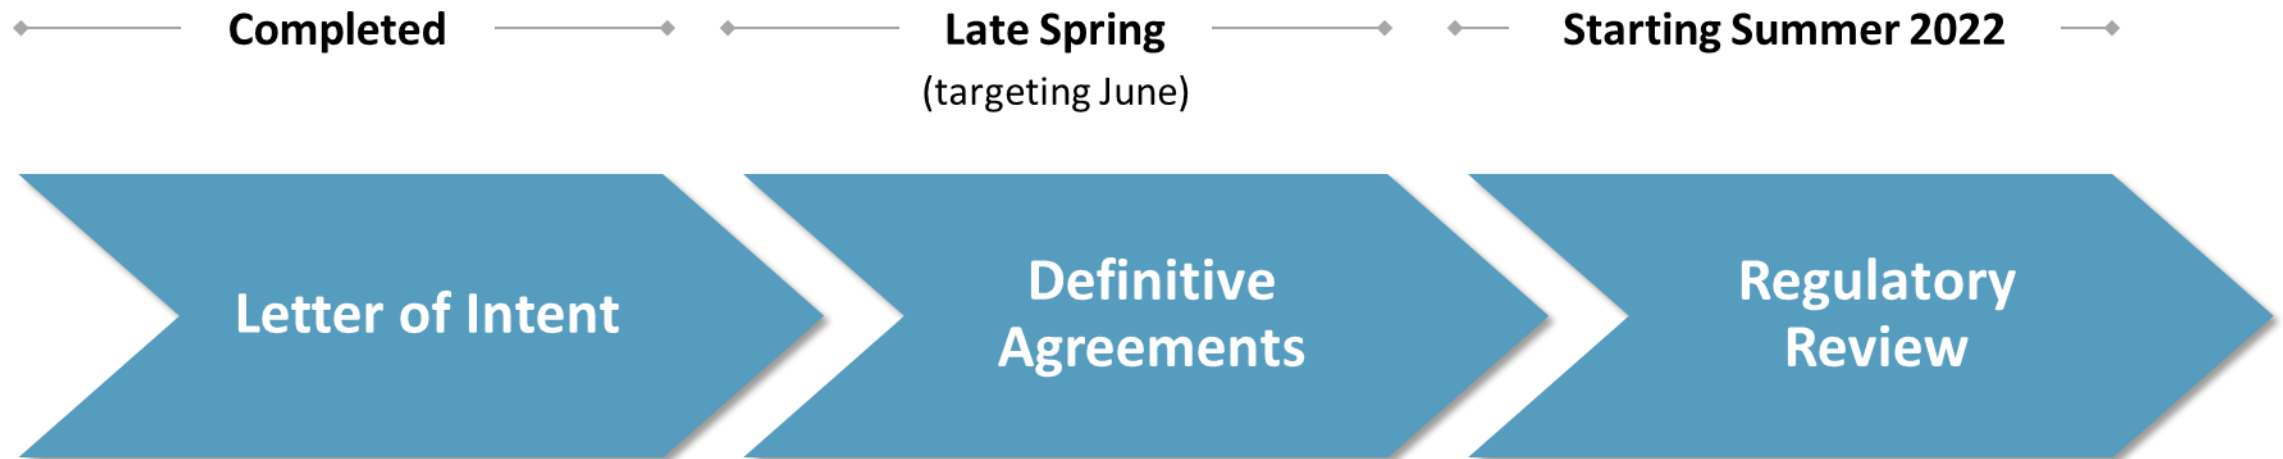 Completed
Late Spring
(targeting June)
Starting Summer 2022
Letter of Intent
Definitive
Agreements
Regulatory
Review